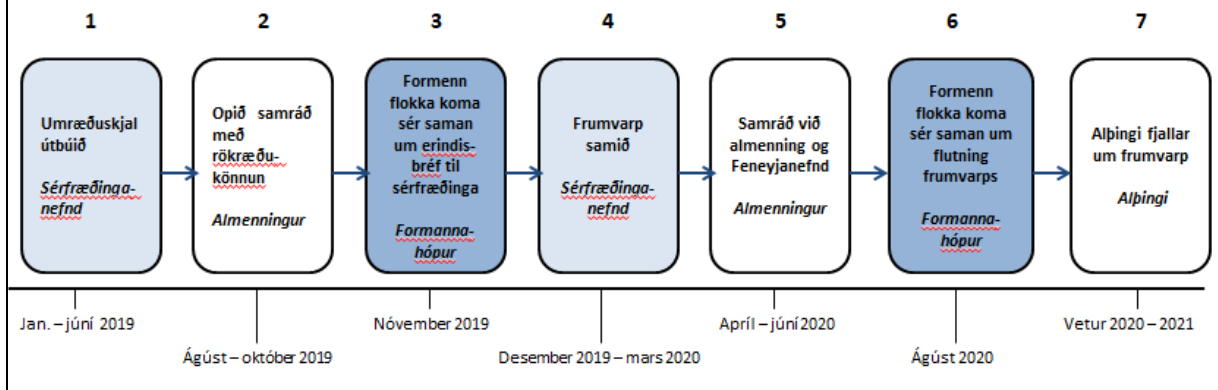 1
2
3
4
5
6
7
Umræðuskjal
útbúið
Sérfræðinga-
nefnd
Opið samráð
með
rökræðu-
könnun
Almenningur
Formenn
flokka koma
sér saman
um erindis-
bréf til
sérfræðinga
Formanna-
hópur
Frumvarp
samið
Sérfræðinga-
nefnd
Samráð við
almenning og
Feneyjanefnd
Almenningur
Formenn
flokka koma
sér saman um
flutning
frumvarps
Formanna-
hópur
Alþingi fjallar
um frumvarp
Alþingi
Jan. – júní 2019
Ágúst – október 2019
Nóvember 2019
Desember 2019 – mars 2020
Apríl – júní 2020
Ágúst 2020
Vetur 2020 – 2021